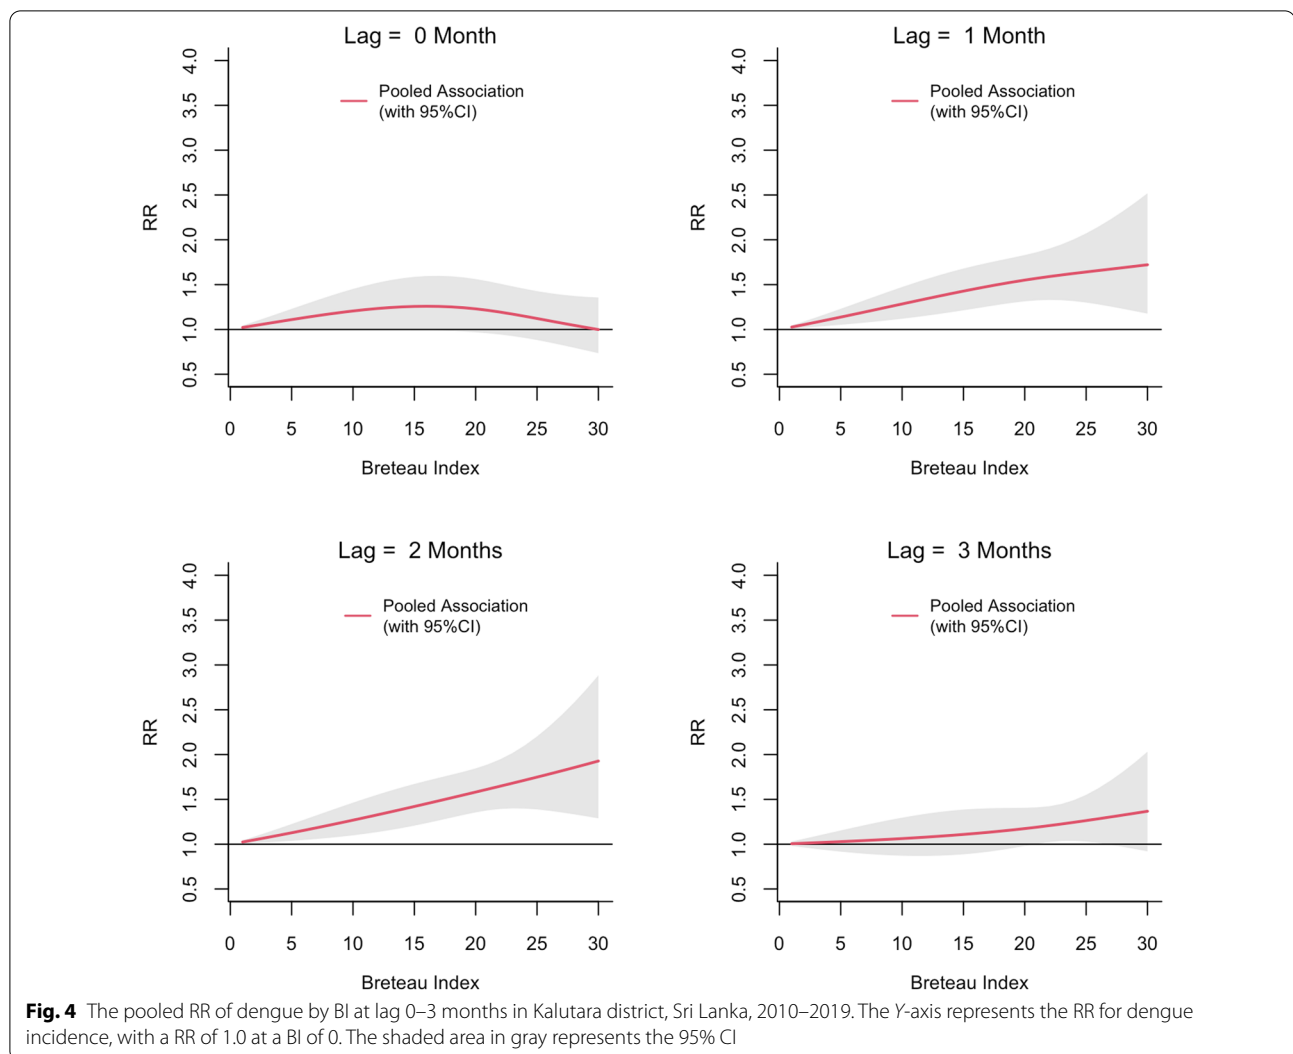 Lag = 0 Month
Pooled Association
(with 95%CI)
RR
4.0
3.5
3.0
2.5
2.0
1.5
1.0
0.5
0 5 10 15 20 25 30
Breteau Index
Lag = 1 Month
Pooled Association
(with 95%CI)
RR
4.0
3.5
3.0
2.5
2.0
1.5
1.0
0.5
0 5 10 15 20 25 30
Breteau Index
Lag = 2 Months
Pooled Association
(with 95%CI)
RR
4.0
3.5
3.0
2.5
2.0
1.5
1.0
0.5
0 5 10 15 20 25 30
Breteau Index
Lag = 3 Months
Pooled Association
(with 95%CI)
RR
4.0
3.5
3.0
2.5
2.0
1.5
1.0
0.5
0 5 10 15 20 25 30
Breteau Index
Fig. 4 The pooled RR of dengue by BI at lag 0–3 months in Kalutara district, Sri Lanka, 2010–2019. The Y-axis represents the RR for dengue
incidence, with a RR of 1.0 at a BI of 0. The shaded area in gray represents the 95% CI